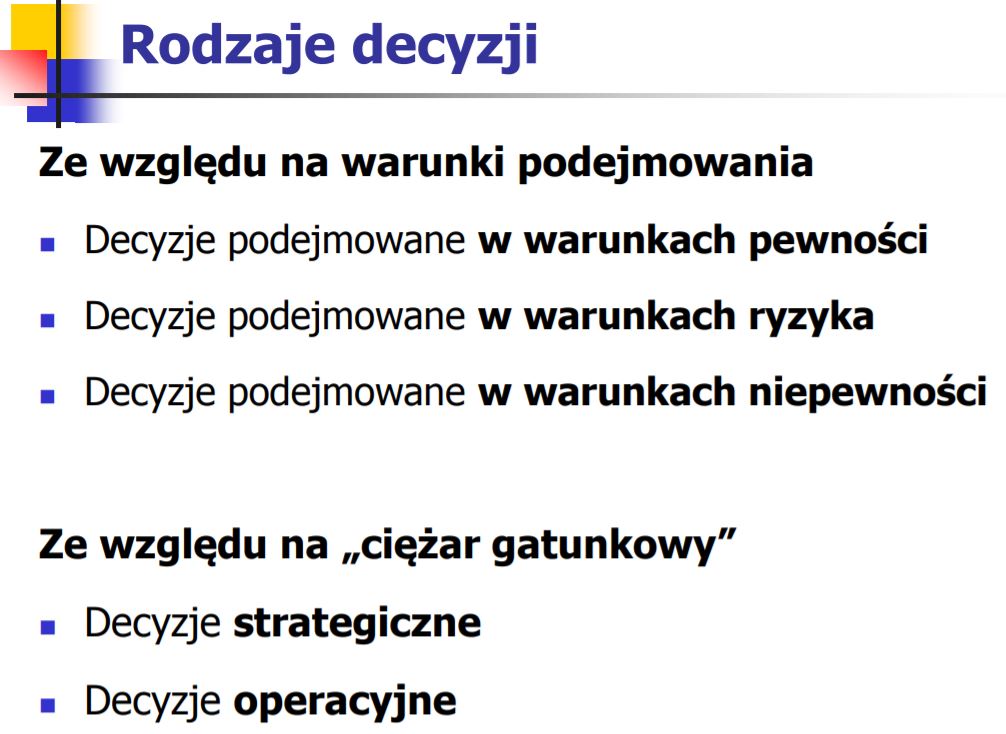 Rodzaje decyzji
Ze względu na warunki podejmowania
Decyzje podejmowane w warunkach pewności
Decyzje podejmowane w warunkach ryzyka
Decyzje podejmowane w warunkach niepewności
Ze względu na „ciężar gatunkowy”
Decyzje strategiczne
Decyzje operacyjne